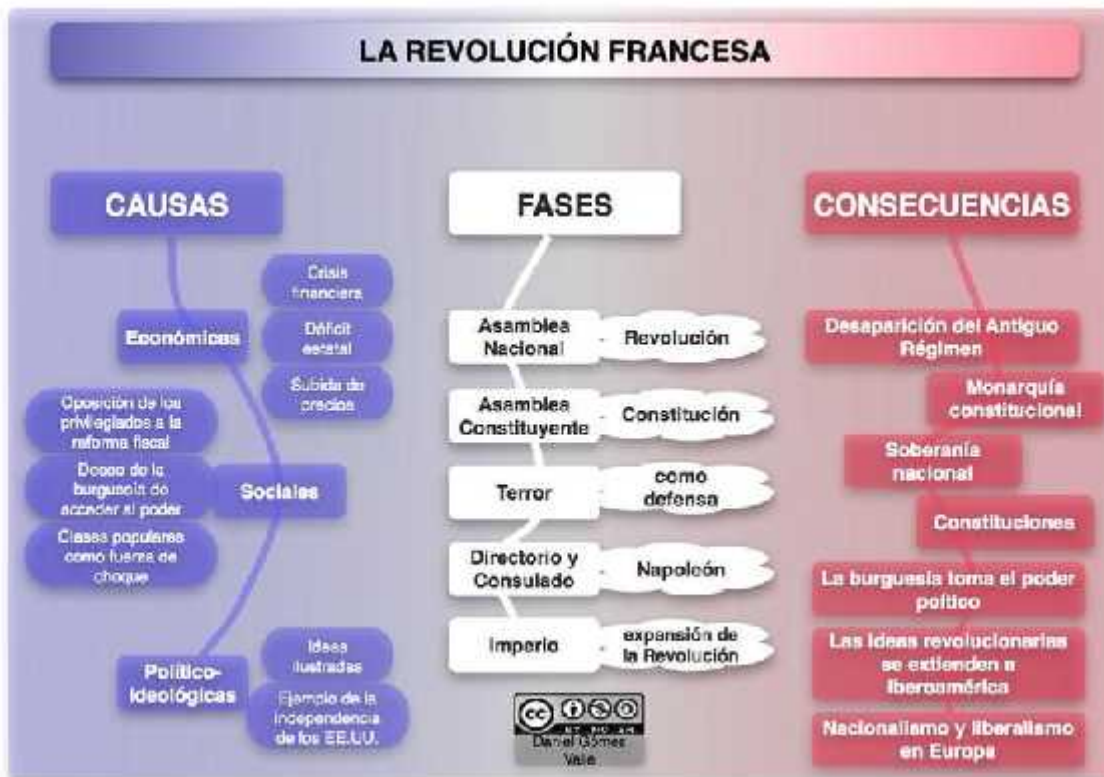 LA REVOLUCIÓN FRANCESA
CAUSAS
Económicas
Crisis
financiera
Déficit
estatal
Subida de
precios
Oposición de los
privilegiados a la
reforma fiscal
Deseo de la
burguesía de
acceder al poder
Clases populares
como fuerza de
choque
Sociales
Político-
ideológicas
Ideas
ilustradas
Ejemplo de la
independencia
de los EE.UU.
FASES
Asamblea
Nacional
Revolución
Asamblea
Constituyente
Constitución
Terror
como
defensa
Directorio y
Consulado
Napoleón
Imperio
expansión de
la Revolución
cc
Daniel Gómez
Valle
CONSECUENCIAS
Desaparición del Antiguo
Régimen
Monarquía
constitucional
Soberanía
nacional
Constituciones
La burguesía toma el poder
político
Las ideas revolucionarias
se extienden a
Iberoamérica
Nacionalismo y liberalismo
en Europa